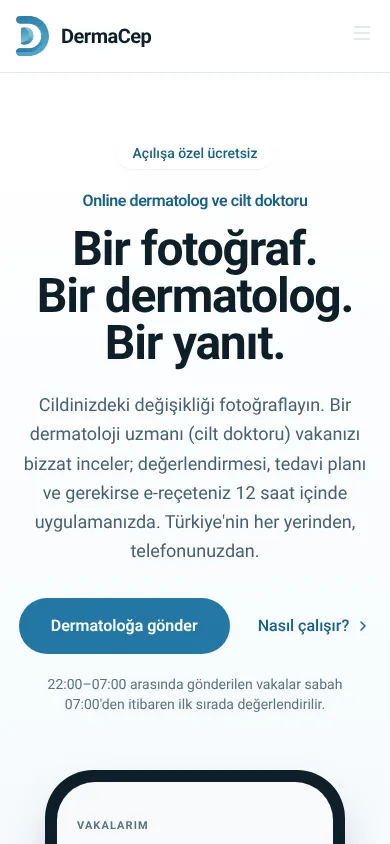 DermaCep
Açılışa özel ücretsiz
Online dermatolog ve cilt doktoru
Bir fotoğraf.
Bir dermatolog.
Bir yanıt.
Cildinizdeki değişikliği fotoğraflayın. Bir
dermatoloji uzmanı (cilt doktoru) vakanızı
bizzat inceler; değerlendirmesi, tedavi planı
ve gerekirse e-reçeteniz 12 saat içinde
uygulamanızda. Türkiye'nin her yerinden,
telefonunuzdan.
Dermatoloğa gönder
Nasıl çalışır?
22:00–07:00 arasında gönderilen vakalar sabah
07:00'den itibaren ilk sırada değerlendirilir.
VAKALARIM